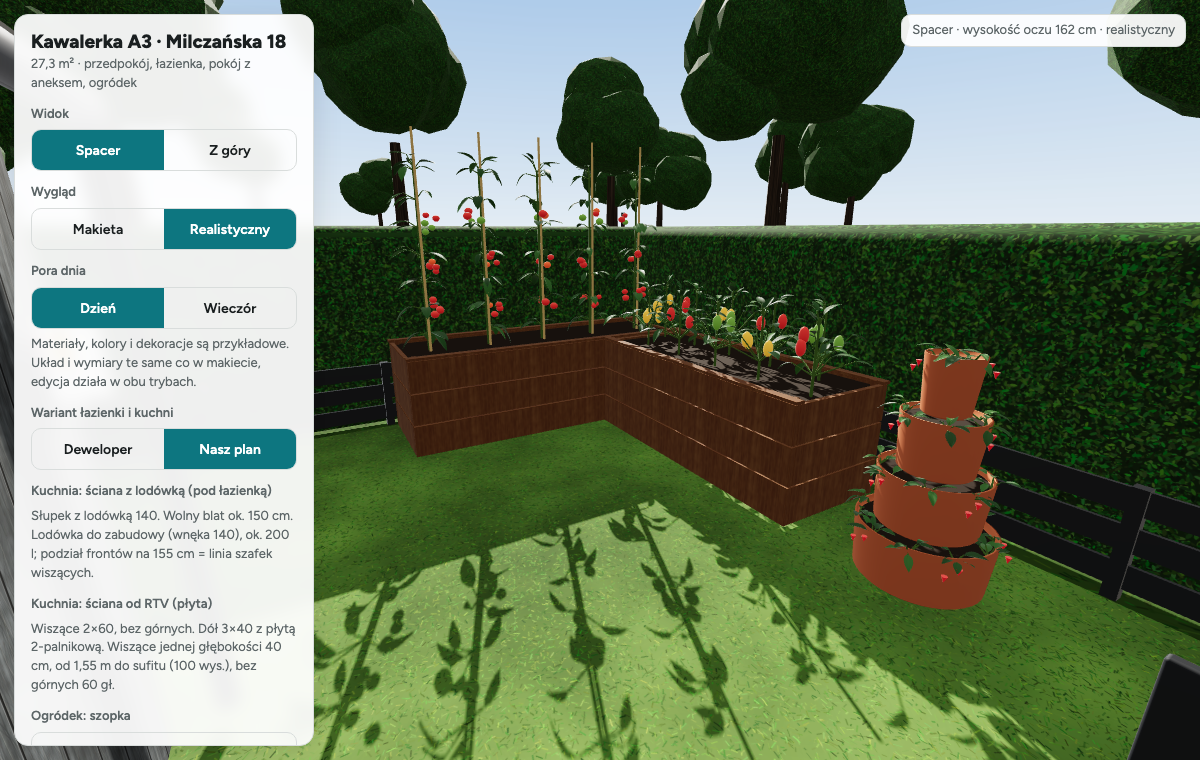 Kawalerka A3 · Milczańska 18
27,3 m² · przedpokój, łazienka, pokój z
aneksem, ogródek
Widok
Spacer
Z góry
Wygląd
Makieta
Realistyczny
Pora dnia
Dzień
Wieczór
Materiały, kolory i dekoracje są przykładowe.
Układ i wymiary te same co w makiecie,
edycja działa w obu trybach.
Wariant łazienki i kuchni
Deweloper
Nasz plan
Kuchnia: ściana z lodówką (pod łazienką)
Słupek z lodówką 140. Wolny blat ok. 150 cm.
Lodówka do zabudowy (wnęka 140), ok. 200
l; podział frontów na 155 cm = linia szafek
wiszących.
Kuchnia: ściana od RTV (płyta)
Wiszące 2×60, bez górnych. Dół 3×40 z płytą
2-palnikową. Wiszące jednej głębokości 40
cm, od 1,55 m do sufitu (100 wys.), bez
górnych 60 gł.
Ogródek: szopka
Spacer · wysokość oczu 162 cm · realistyczny